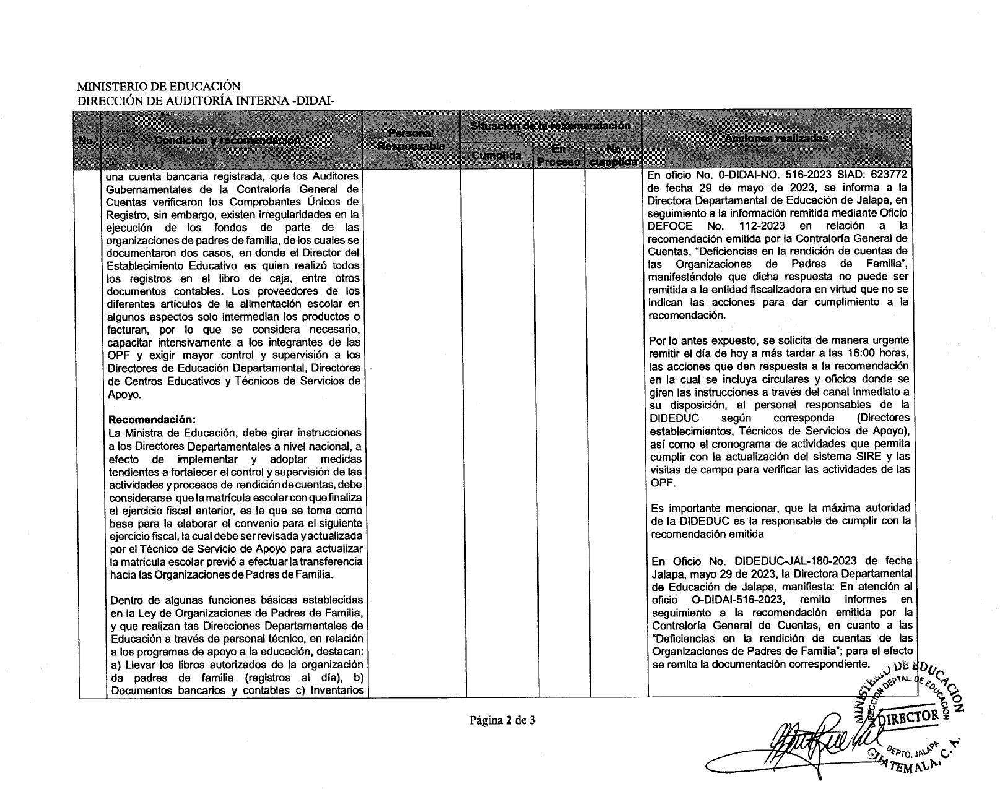 MINISTERIO DE EDUCACIÓN
DIRECCIÓN DE AUDITORÍA INTERNA -DIDAI-
No.
Condición y recomendación
Personal
Responsable
Situación de la recomendación
Cumplida
En
Proceso
No
cumplida
Acciones realizadas
una cuenta bancaria registrada, que los Auditores
Gubernamentales de la Contraloría General de
Cuentas verificaron los Comprobantes Únicos de
Registro, sin embargo, existen irregularidades en la
ejecución de los fondos de parte de las
organizaciones de padres de familia, de los cuales se
documentaron dos casos, en donde el Director del
Establecimiento Educativo es quien realizó todos
los registros en el libro de caja, entre otros
documentos contables. Los proveedores de los
diferentes artículos de la alimentación escolar en
algunos aspectos solo intermedian los productos o
facturan, por lo que se considera necesario,
capacitar intensivamente a los integrantes de las
OPF y exigir mayor control y supervisión a los
Directores de Educación Departamental, Directores
de Centros Educativos y Técnicos de Servicios de
Apoyo.
Recomendación:
La Ministra de Educación, debe girar instrucciones
a los Directores Departamentales a nivel nacional, a
efecto de implementar y adoptar medidas
tendientes a fortalecer el control y supervisión de las
actividades y procesos de rendición de cuentas, debe
considerarse que la matrícula escolar con que finaliza
el ejercicio fiscal anterior, es la que se toma como
base para la elaborar el convenio para el siguiente
ejercicio fiscal, la cual debe ser revisada y actualizada
por el Técnico de Servicio de Apoyo para actualizar
la matrícula escolar previó a efectuar la transferencia
hacia las Organizaciones de Padres de Familia.
Dentro de algunas funciones básicas establecidas
en la Ley de Organizaciones de Padres de Familia,
y que realizan tas Direcciones Departamentales de
Educación a través de personal técnico, en relación
a los programas de apoyo a la educación, destacan:
a) Llevar los libros autorizados de la organización
da padres de familia (registros al día), b)
Documentos bancarios y contables c) Inventarios
En oficio No. 0-DIDAI-NO. 516-2023 SIAD: 623772
de fecha 29 de mayo de 2023, se informa a la
Directora Departamental de Educación de Jalapa, en
seguimiento a la información remitida mediante Oficio
DEFOCE No. 112-2023 en relación a la
recomendación emitida por la Contraloría General de
Cuentas, “Deficiencias en la rendición de cuentas de
las Organizaciones de Padres de Familia”,
manifestándole que dicha respuesta no puede ser
remitida a la entidad fiscalizadora en virtud que no se
indican las acciones para dar cumplimiento a la
recomendación.
Por lo antes expuesto, se solicita de manera urgente
remitir el día de hoy a más tardar a las 16:00 horas,
las acciones que den respuesta a la recomendación
en la cual se incluya circulares y oficios donde se
giren las instrucciones a través del canal inmediato a
su disposición, al personal responsables de la
DIDEDUC según corresponda (Directores
establecimientos, Técnicos de Servicios de Apoyo),
así como el cronograma de actividades que permita
cumplir con la actualización del sistema SIRE y las
visitas de campo para verificar las actividades de las
OPF.
Es importante mencionar, que la máxima autoridad
de la DIDEDUC es la responsable de cumplir con la
recomendación emitida
En Oficio No. DIDEDUC-JAL-180-2023 de fecha
Jalapa, mayo 29 de 2023, la Directora Departamental
de Educación de Jalapa, manifiesta: En atención al
oficio O-DIDAI-516-2023, remito informes en
seguimiento a la recomendación emitida por la
Contraloría General de Cuentas, en cuanto a las
“Deficiencias en la rendición de cuentas de las
Organizaciones de Padres de Familia”; para el efecto
se remite la documentación correspondiente.
Página 2 de 3
MINISTERIO DE EDUCACION
DIRECCION DEPTAL. DE EDUCACION
DIRECTOR
DEPTO. JALAPA
GUATEMALA, C. A.